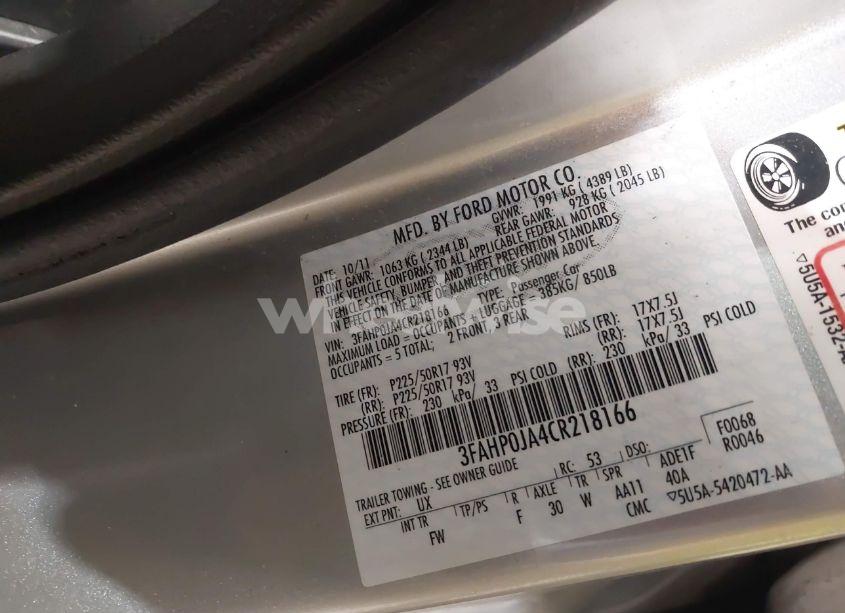 MFD. BY FORD MOTOR CO.
DATE: 10/11 GVWR: 1991 KG ( 4389 LB)
FRONT GAWR: 1063 KG ( 2344 LB) REAR GAWR: 928 KG ( 2045 LB)
THIS VEHICLE CONFORMS TO ALL APPLICABLE FEDERAL MOTOR
VEHICLE SAFETY, BUMPER, AND THEFT PREVENTION STANDARDS
IN EFFECT ON THE DATE OF MANUFACTURE SHOWN ABOVE.
VIN: 3FAHP0JA4CR218166 TYPE: Passenger Car
MAXIMUM LOAD = OCCUPANTS + LUGGAGE = 385KG/ 850LB
OCCUPANTS = 5 TOTAL; 2 FRONT, 3 REAR
TIRE (FR): P225/50R17 93V RIMS (FR): 17X7.5J
(RR): P225/50R17 93V (RR): 17X7.5J
PRESSURE (FR): 230 kPa/ 33 PSI COLD (RR): 230 kPa/ 33 PSI COLD
3FAHP0JA4CR218166
TRAILER TOWING - SEE OWNER GUIDE
F0068
R0046
EXT PNT: UX RC: 53 DSO:
INT TR TP/PS R AXLE TR SPR ADE1F
FW F 30 W AA11 40A
CMC ▽5U5A-5420472-AA
The con
an
▽5U5A-1532-A